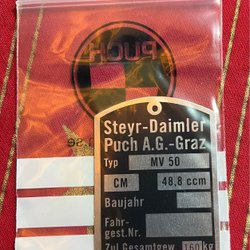 PUCH
Steyr-Daimler
Puch A.G.-Graz
Typ MV 50
CM 48,8 ccm
Baujahr
Fahr-
gest.Nr.
Zul.Gesamtgew. 160 kg